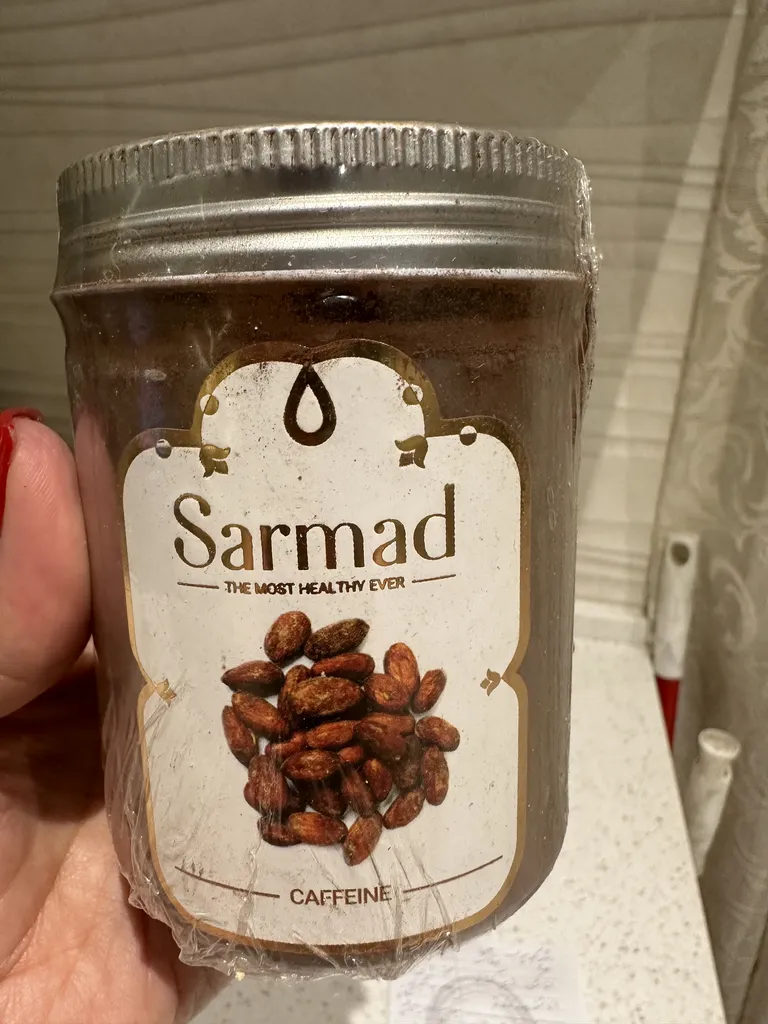 Sarmad
THE MOST HEALTHY EVER
CAFFEINE